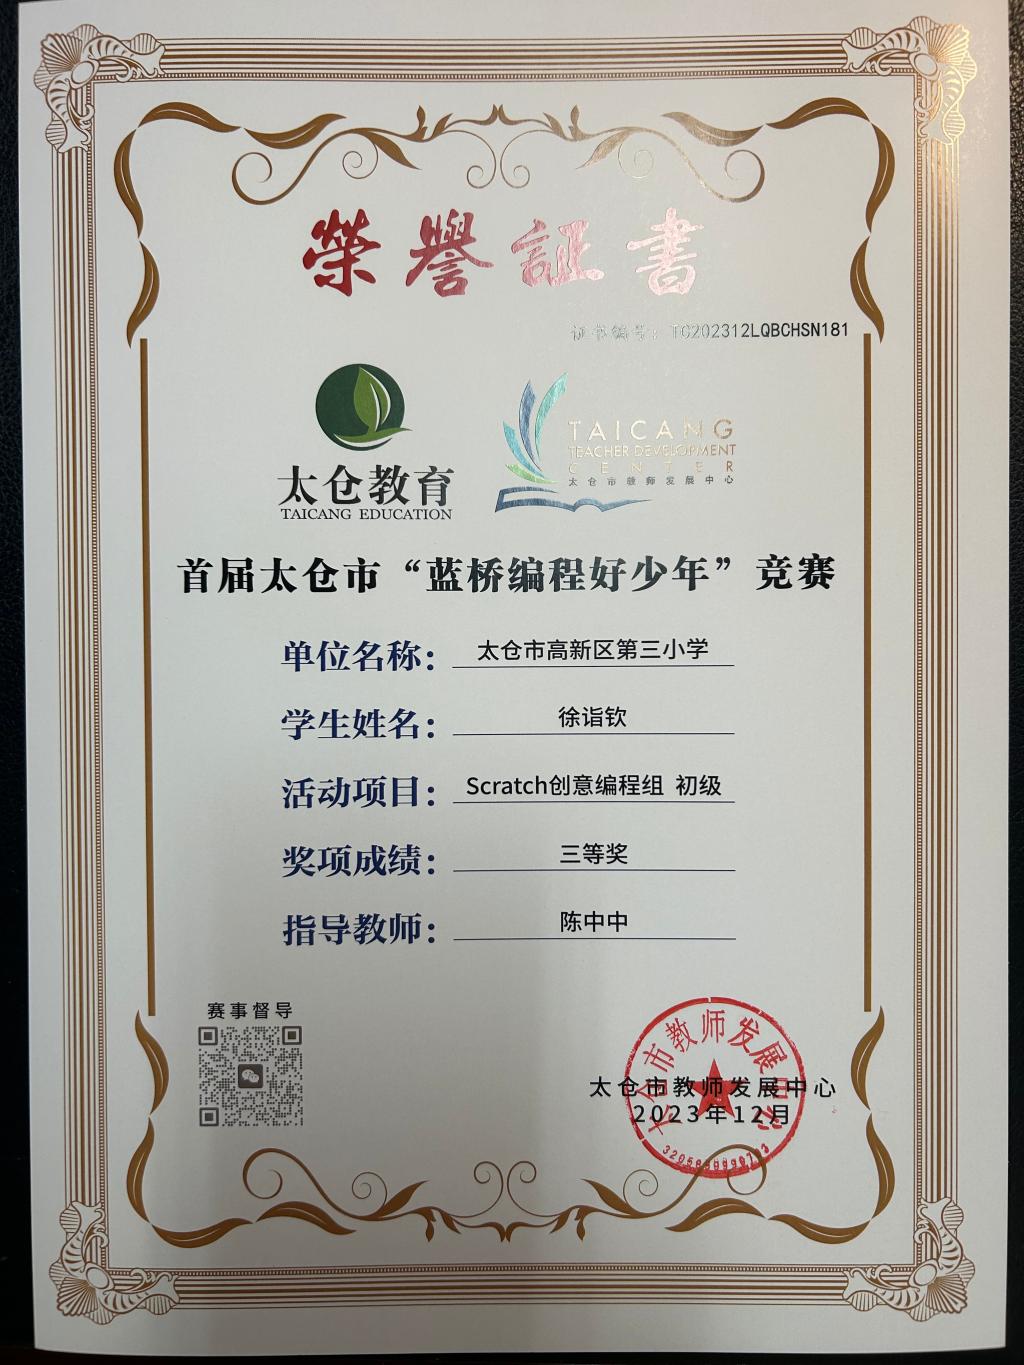 榮譽証書
证书编号：TC202312LQBCHSN181
太仓教育
TAICANG EDUCATION
TAICANG
TEACHER DEVELOPMENT
CENTER
太仓市教师发展中心
首届太仓市“蓝桥编程好少年”竞赛
单位名称：太仓市高新区第三小学
学生姓名：徐诣钦
活动项目：Scratch创意编程组 初级
奖项成绩：三等奖
指导教师：陈中中
赛事督导
太仓市教师发展中心
太仓市教师发展中心
2023年12月